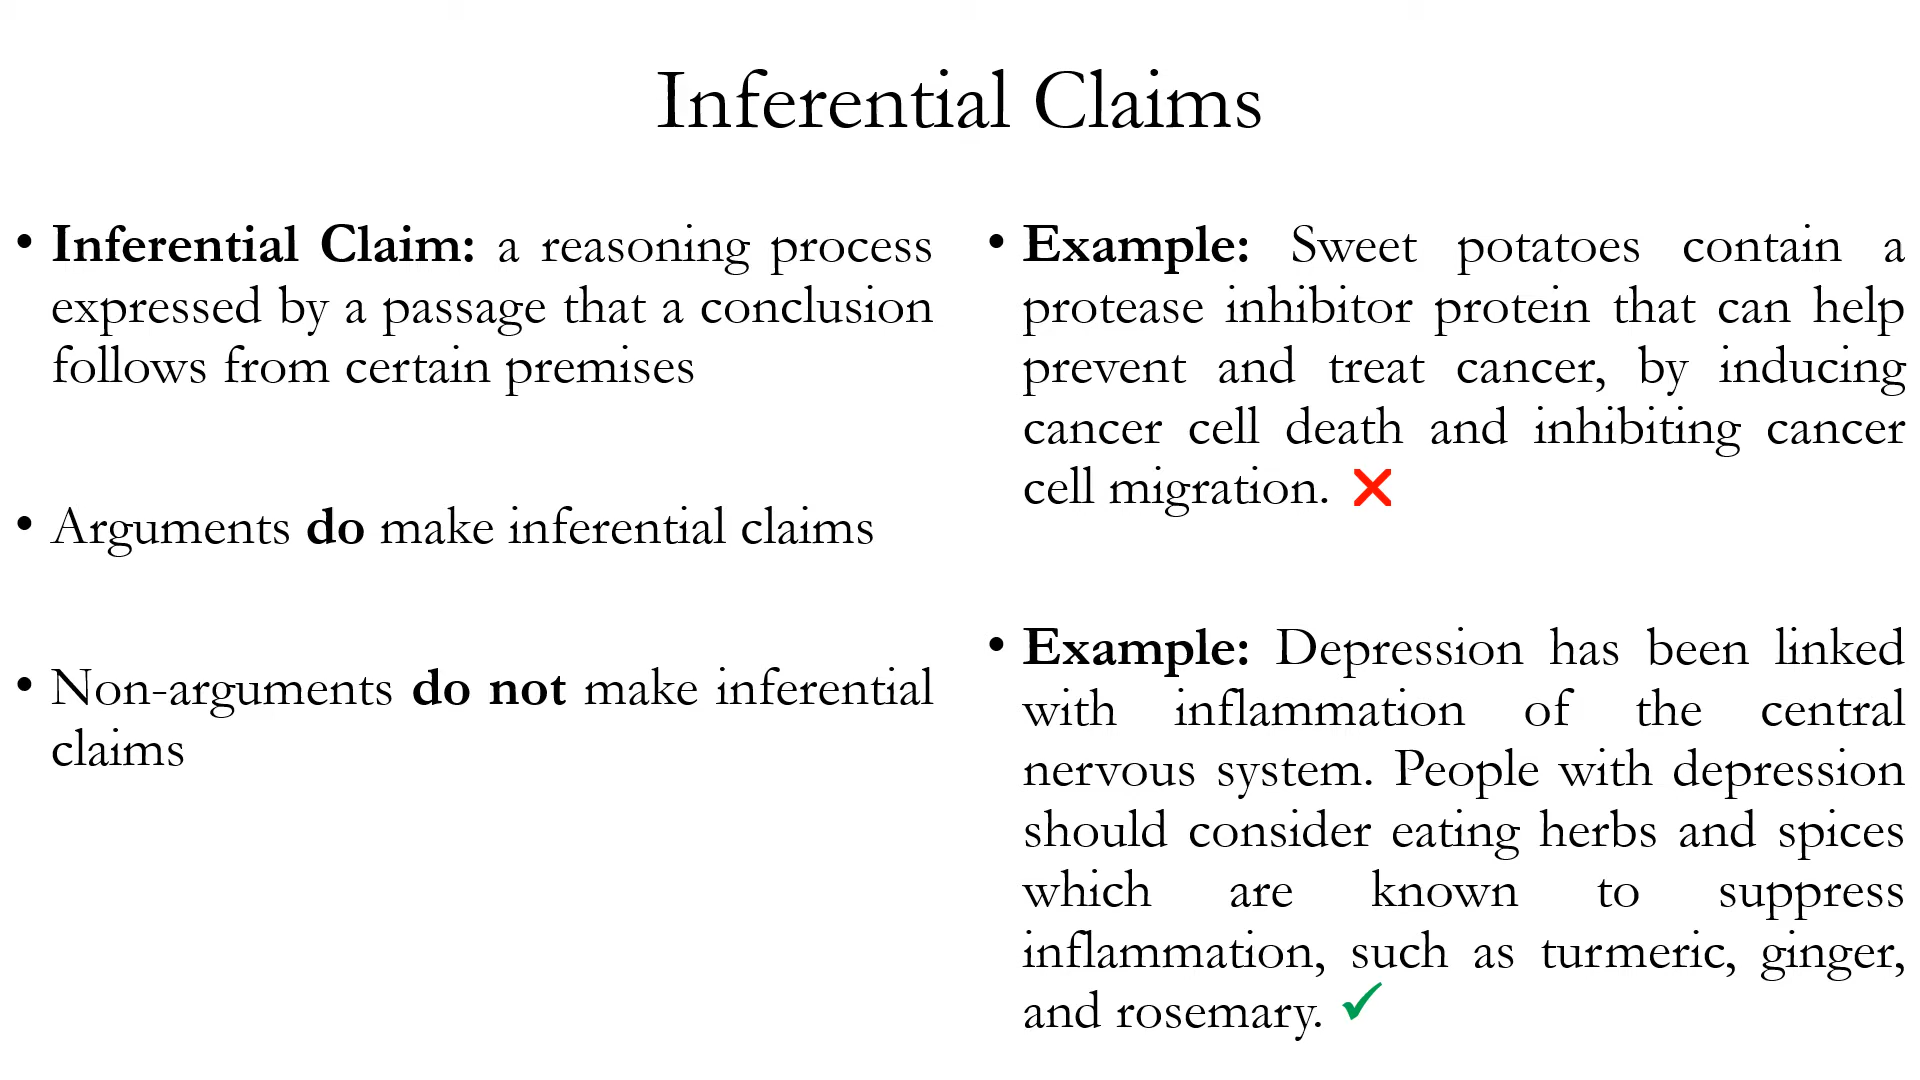 Inferential Claims
• Inferential Claim: a reasoning process
expressed by a passage that a conclusion
follows from certain premises
• Arguments do make inferential claims
• Non-arguments do not make inferential
claims
• Example: Sweet potatoes contain a
protease inhibitor protein that can help
prevent and treat cancer, by inducing
cancer cell death and inhibiting cancer
cell migration. ❌
• Example: Depression has been linked
with inflammation of the central
nervous system. People with depression
should consider eating herbs and spices
which are known to suppress
inflammation, such as turmeric, ginger,
and rosemary. ✓